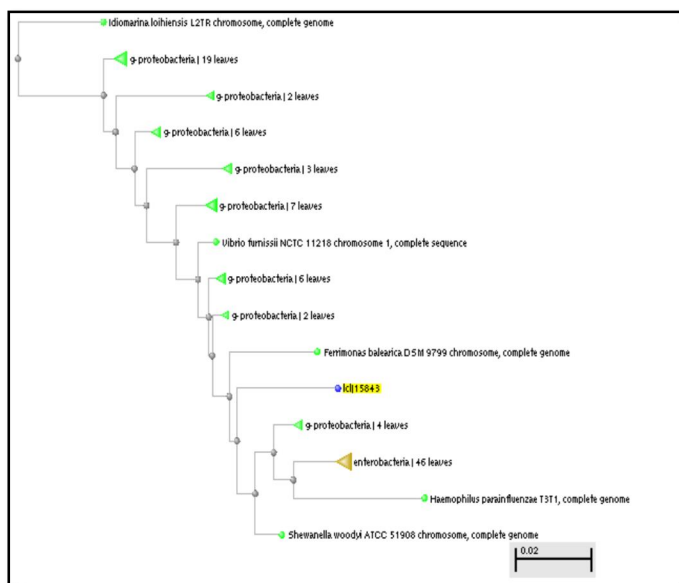 Idiomarina loihiensis L2TR chromosome, complete genome
g-proteobacteria | 19 leaves
g-proteobacteria | 2 leaves
g-proteobacteria | 6 leaves
g-proteobacteria | 3 leaves
g-proteobacteria | 7 leaves
Vibrio furnissii NCTC 11218 chromosome 1, complete sequence
g-proteobacteria | 6 leaves
g-proteobacteria | 2 leaves
Ferrimonas balearica DSM 9799 chromosome, complete genome
lcl|15843
g-proteobacteria | 4 leaves
enterobacteria | 46 leaves
Haemophilus parainfluenzae T3T1, complete genome
Shewanella woodyi ATCC 51908 chromosome, complete genome
0.02